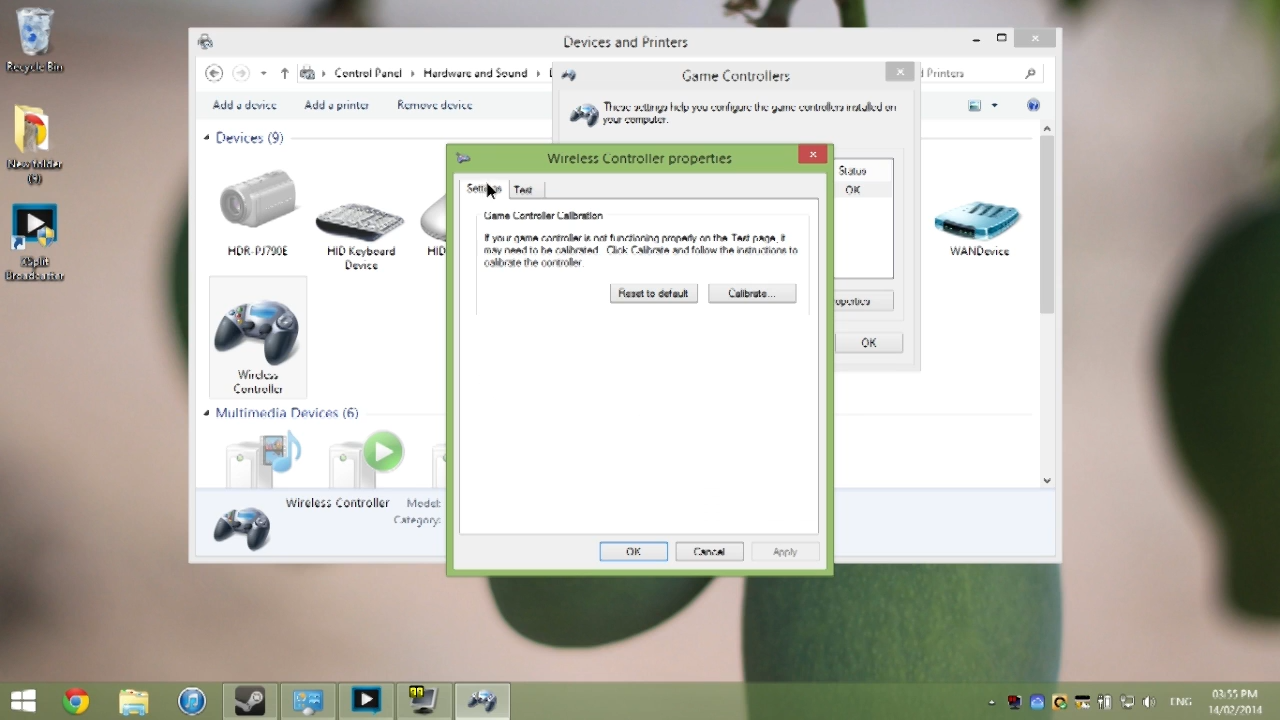 Recycle Bin
New folder
(9)
XSplit
Broadcaster
Devices and Printers
Control Panel
Hardware and Sound
Printers
Add a device
Add a printer
Remove device
Devices (9)
HDR-PJ790E
HID Keyboard
Device
HID
WANDevice
Wireless
Controller
Multimedia Devices (6)
Wireless Controller
Model:
Category:
Game Controllers
These settings help you configure the game controllers installed on
your computer.
Status
OK
operties
OK
Wireless Controller properties
Settings
Test
Game Controller Calibration
If your game controller is not functioning properly on the Test page, it
may need to be calibrated. Click Calibrate and follow the instructions to
calibrate the controller.
Reset to default
Calibrate...
OK
Cancel
Apply
99
ENG
03:55 PM
14/02/2014